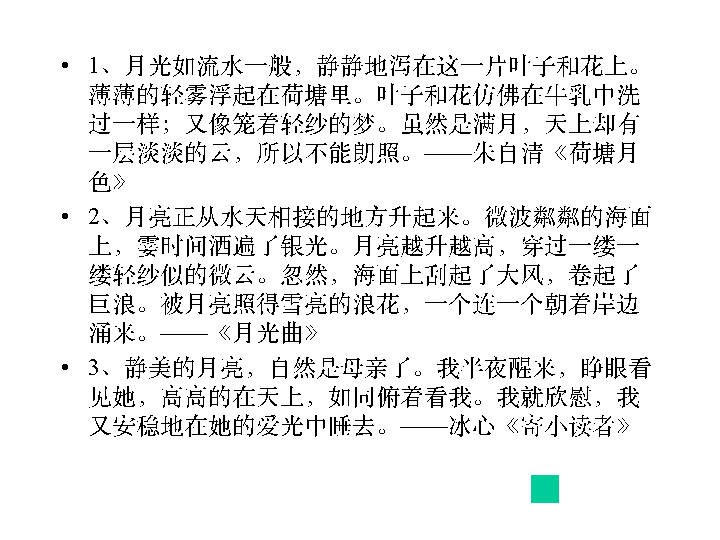 • 1、月光如流水一般，静静地泻在这一片叶子和花上。
薄薄的轻雾浮起在荷塘里。叶子和花仿佛在牛乳中洗
过一样；又像笼着轻纱的梦。虽然是满月，天上却有
一层淡淡的云，所以不能朗照。——朱自清《荷塘月
色》
• 2、月亮正从水天相接的地方升起来。微波粼粼的海面
上，霎时间洒遍了银光。月亮越升越高，穿过一缕一
缕轻纱似的微云。忽然，海面上刮起了大风，卷起了
巨浪。被月亮照得雪亮的浪花，一个连一个朝着岸边
涌来。——《月光曲》
• 3、静美的月亮，自然是母亲了。我半夜醒来，睁眼看
见她，高高的在天上，如同俯着看我。我就欣慰，我
又安稳地在她的爱光中睡去。——冰心《寄小读者》